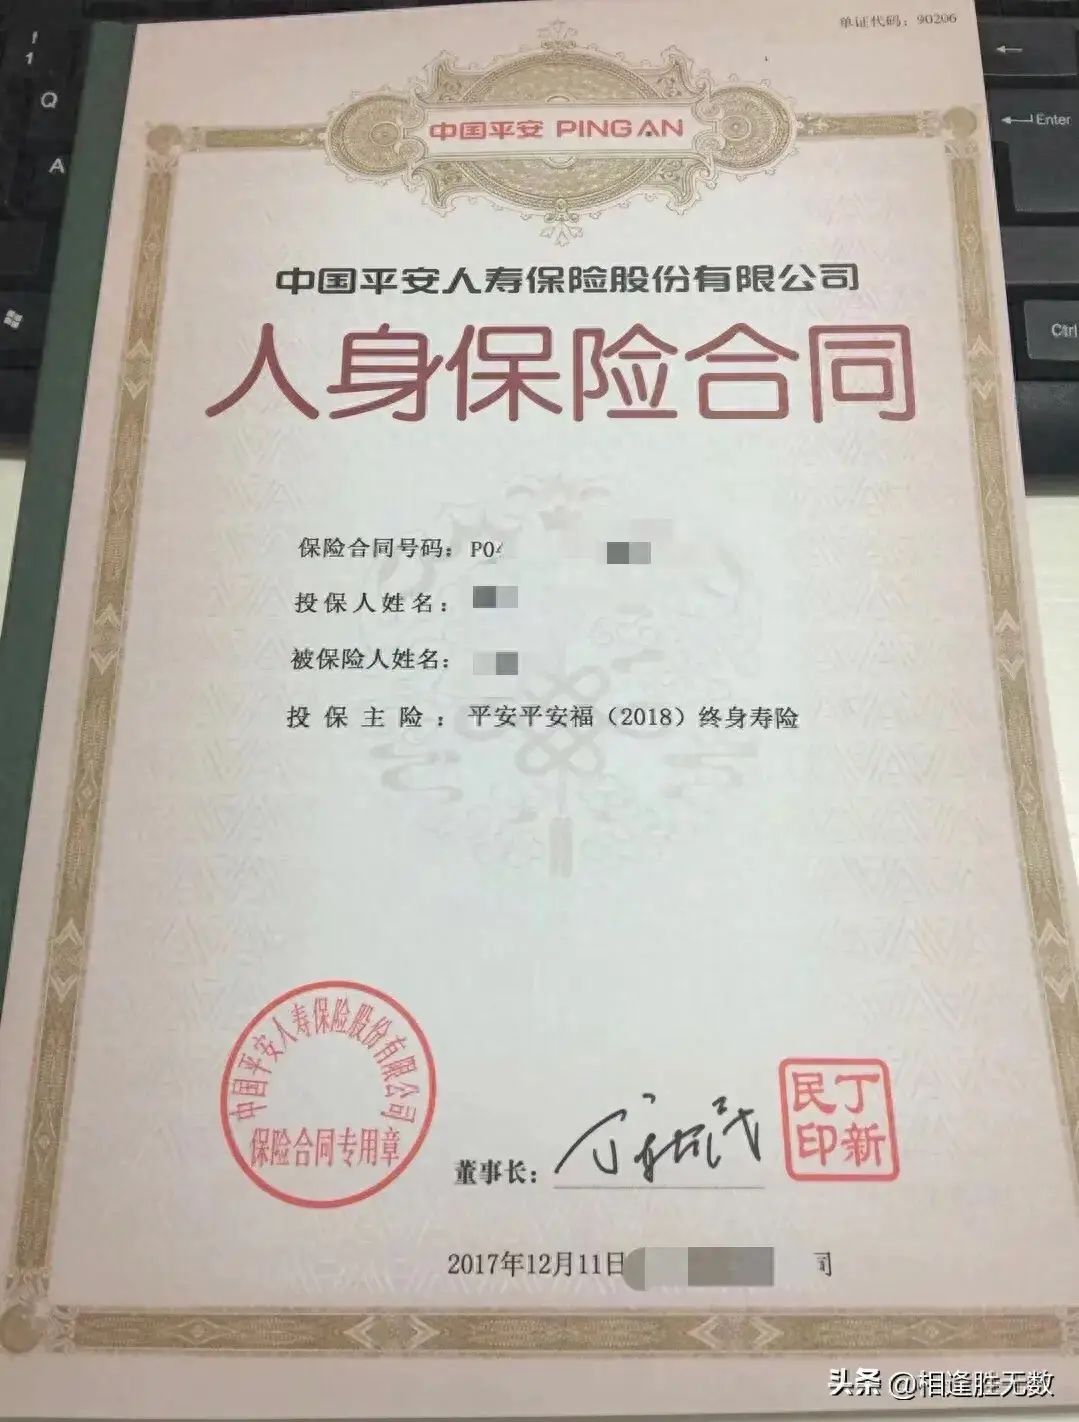 单证代码：90206
中国平安 PING AN
中国平安人寿保险股份有限公司
人身保险合同
保险合同号码：P04
投保人姓名：
被保险人姓名：
投保主险：平安平安福（2018）终身寿险
中国平安人寿保险股份有限公司
保险合同专用章
董事长：
丁新民印
2017年12月11日
司
头条 @相逢胜无数
1
Q
A
Enter
Ctrl